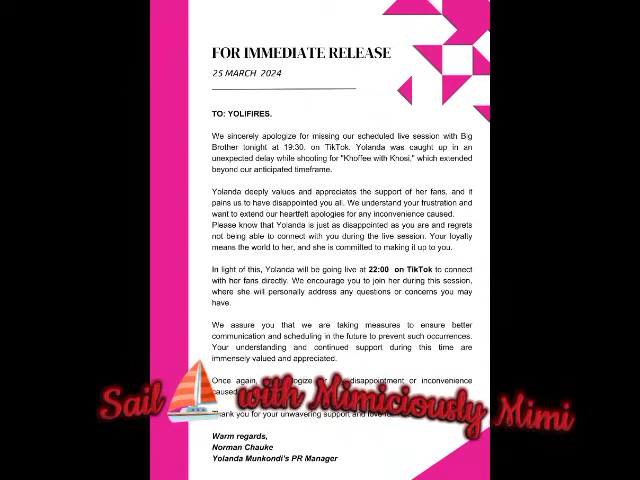 FOR IMMEDIATE RELEASE
25 MARCH 2024
TO: YOLIFIRES.
We sincerely apologize for missing our scheduled live session with Big
Brother tonight at 19:30. on TikTok. Yolanda was caught up in an
unexpected delay while shooting for "Khoffee with Khosi," which extended
beyond our anticipated timeframe.
Yolanda deeply values and appreciates the support of her fans, and it
pains us to have disappointed you all. We understand your frustration and
want to extend our heartfelt apologies for any inconvenience caused.
Please know that Yolanda is just as disappointed as you are and regrets
not being able to connect with you during the live session. Your loyalty
means the world to her, and she is committed to making it up to you.
In light of this, Yolanda will be going live at 22:00 on TikTok to connect
with her fans directly. We encourage you to join her during this session,
where she will personally address any questions or concerns you may
have.
We assure you that we are taking measures to ensure better
communication and scheduling in the future to prevent such occurrences.
Your understanding and continued support during this time are
immensely valued and appreciated.
Once again, disappointment or inconvenience
caused
Sail with Mimiciously Mimi
Thank you for your unwavering support and love
Warm regards,
Norman Chauke
Yolanda Munkondi's PR Manager